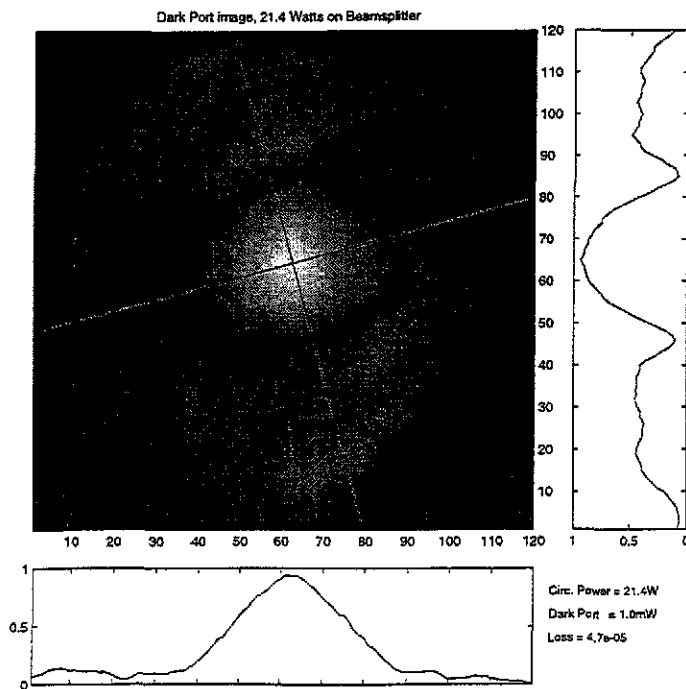 Dark Port image, 21.4 Watts on Beamsplitter
120
110
100
90
80
70
60
50
40
30
20
10
10 20 30 40 50 60 70 80 90 100 110 120
1 0.5 0
1
0.5
0
Circ. Power = 21.4W
Dark Port = 1.0mW
Loss = 4.7e-05